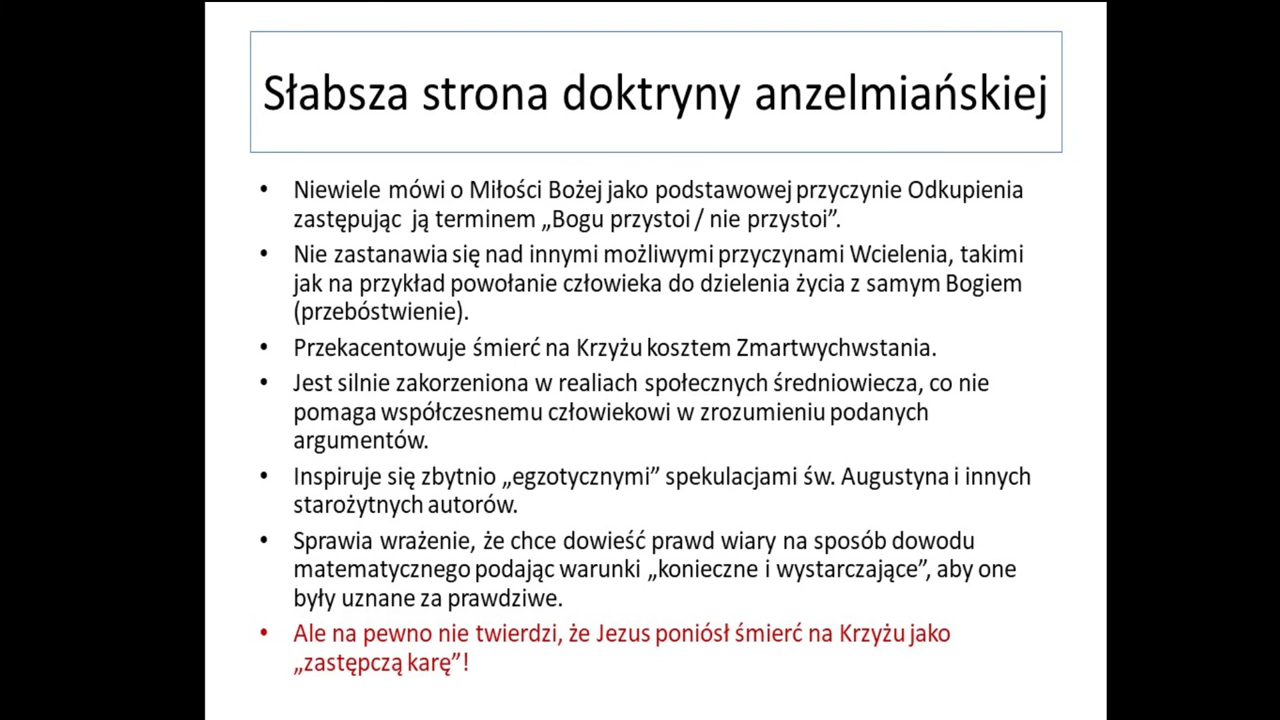 Słabsza strona doktryny anzelmiańskiej
• Niewiele mówi o Miłości Bożej jako podstawowej przyczynie Odkupienia
zastępując ją terminem „Bogu przystoi / nie przystoi”.
• Nie zastanawia się nad innymi możliwymi przyczynami Wcielenia, takimi
jak na przykład powołanie człowieka do dzielenia życia z samym Bogiem
(przebóstwienie).
• Przekacentowuje śmierć na Krzyżu kosztem Zmartwychwstania.
• Jest silnie zakorzeniona w realiach społecznych średniowiecza, co nie
pomaga współczesnemu człowiekowi w zrozumieniu podanych
argumentów.
• Inspiruje się zbytnio „egzotycznymi” spekulacjami św. Augustyna i innych
starożytnych autorów.
• Sprawia wrażenie, że chce dowieść prawd wiary na sposób dowodu
matematycznego podając warunki „konieczne i wystarczające”, aby one
były uznane za prawdziwe.
• Ale na pewno nie twierdzi, że Jezus poniósł śmierć na Krzyżu jako
„zastępczą karę”!